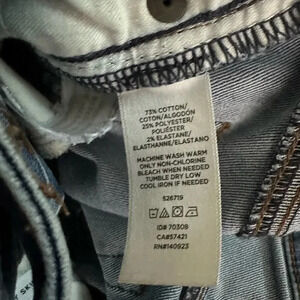 73% COTTON/
COTON/ALGODÓN
25% POLYESTER/
POLIÉSTER
2% ELASTANE/
ELASTHANNE/ELASTANO
MACHINE WASH WARM
ONLY NON-CHLORINE
BLEACH WHEN NEEDED
TUMBLE DRY LOW
COOL IRON IF NEEDED
526719
ID# 70308
CA#57421
RN#140923